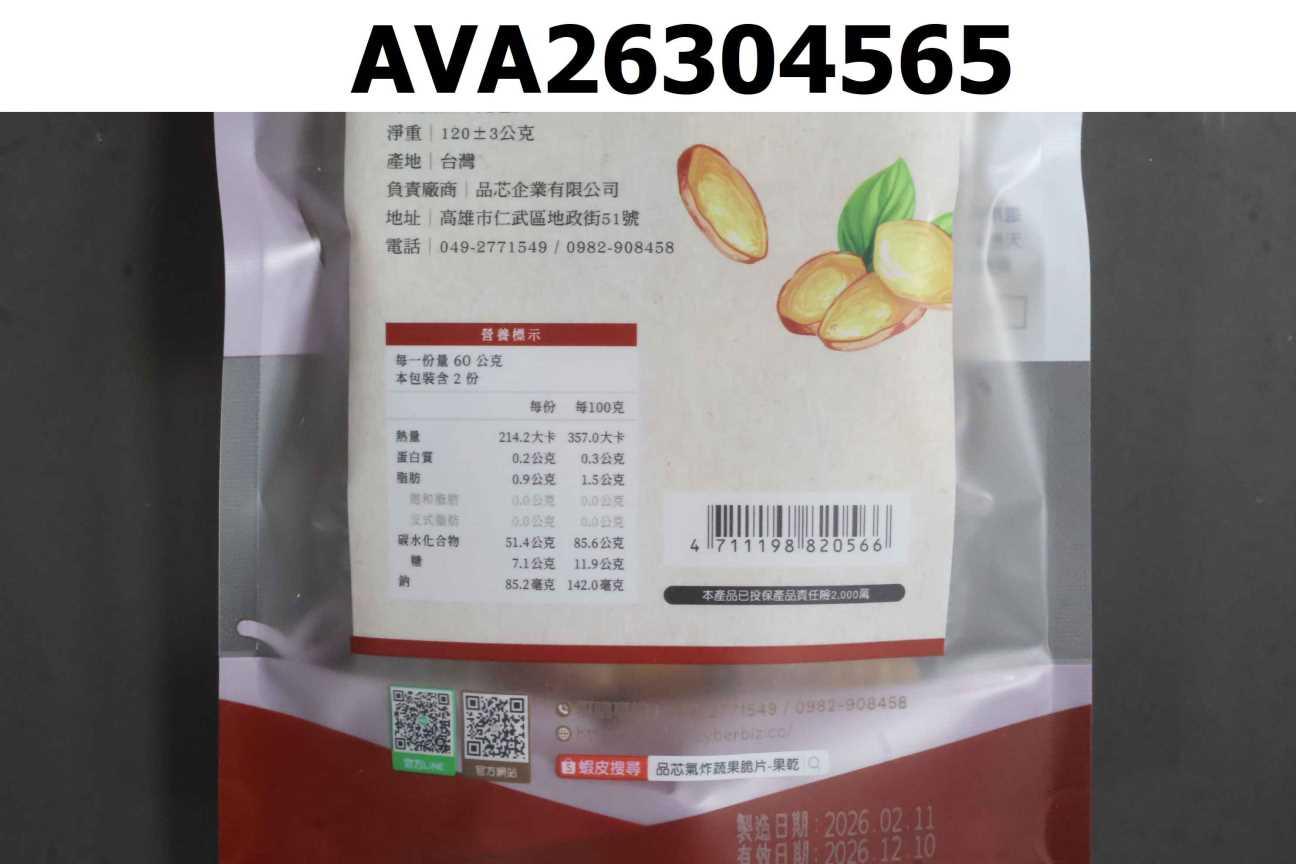 AVA26304565
淨重｜120±3公克
產地｜台灣
負責廠商｜品芯企業有限公司
地址｜高雄市仁武區地政街51號
電話｜049-2771549 / 0982-908458
營養標示
每一份量 60 公克
本包裝含 2 份
每份 每100克
熱量 214.2大卡 357.0大卡
蛋白質 0.2公克 0.3公克
脂肪 0.9公克 1.5公克
飽和脂肪 0.0公克 0.0公克
反式脂肪 0.0公克 0.0公克
碳水化合物 51.4公克 85.6公克
糖 7.1公克 11.9公克
鈉 85.2毫克 142.0毫克
4 711198 820566
本產品已投保產品責任險2,000萬
2771549 / 0982-908458
yberbiz.co/
官方LINE
官方網站
蝦皮搜尋 品芯氣炸蔬果脆片-果乾
製造日期:2026.02.11
有效日期:2026.12.10